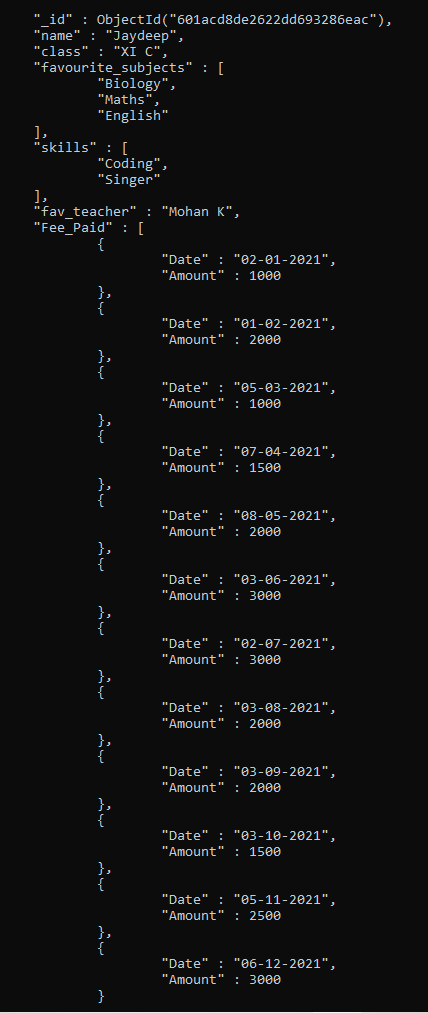 "_id" : ObjectId("601acd8de2622dd693286eac"),
"name" : "Jaydeep",
"class" : "XI C",
"favourite_subjects" : [
"Biology",
"Maths",
"English"
],
"skills" : [
"Coding",
"Singer"
],
"fav_teacher" : "Mohan K",
"Fee_Paid" : [
{
"Date" : "02-01-2021",
"Amount" : 1000
},
{
"Date" : "01-02-2021",
"Amount" : 2000
},
{
"Date" : "05-03-2021",
"Amount" : 1000
},
{
"Date" : "07-04-2021",
"Amount" : 1500
},
{
"Date" : "08-05-2021",
"Amount" : 2000
},
{
"Date" : "03-06-2021",
"Amount" : 3000
},
{
"Date" : "02-07-2021",
"Amount" : 3000
},
{
"Date" : "03-08-2021",
"Amount" : 2000
},
{
"Date" : "03-09-2021",
"Amount" : 2000
},
{
"Date" : "03-10-2021",
"Amount" : 1500
},
{
"Date" : "05-11-2021",
"Amount" : 2500
},
{
"Date" : "06-12-2021",
"Amount" : 3000
}